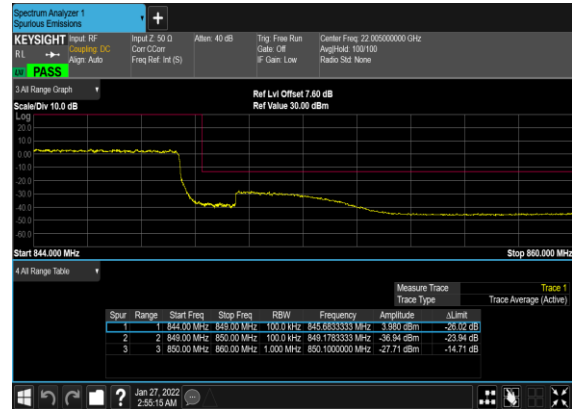 Spectrum Analyzer 1
Spurious Emissions
+
KEYSIGHT Input: RF Input Z: 50 Ω Atten: 40 dB Trig: Free Run Center Freq: 22.005000000 GHz
RL Coupling: DC Corr CCorr Gate: Off Avg|Hold: 100/100
Align: Auto Freq Ref: Int (S) IF Gain: Low Radio Std: None
PASS
3 All Range Graph
Ref Lvl Offset 7.60 dB
Scale/Div 10.0 dB Ref Value 30.00 dBm
Log
20.0
10.0
0.00
-10.0
-20.0
-30.0
-40.0
-50.0
-60.0
Start 844.000 MHz Stop 860.000 MHz
4 All Range Table
Measure Trace Trace 1
Trace Type Trace Average (Active)
Spur Range Start Freq Stop Freq RBW Frequency Amplitude ΔLimit
1 1 844.00 MHz 849.00 MHz 100.0 kHz 845.6833333 MHz 3.980 dBm -26.02 dB
2 2 849.00 MHz 850.00 MHz 100.0 kHz 849.1783333 MHz -36.94 dBm -23.94 dB
3 3 850.00 MHz 860.00 MHz 1.000 MHz 850.1000000 MHz -27.71 dBm -14.71 dB
? Jan 27, 2022
2:55:15 AM